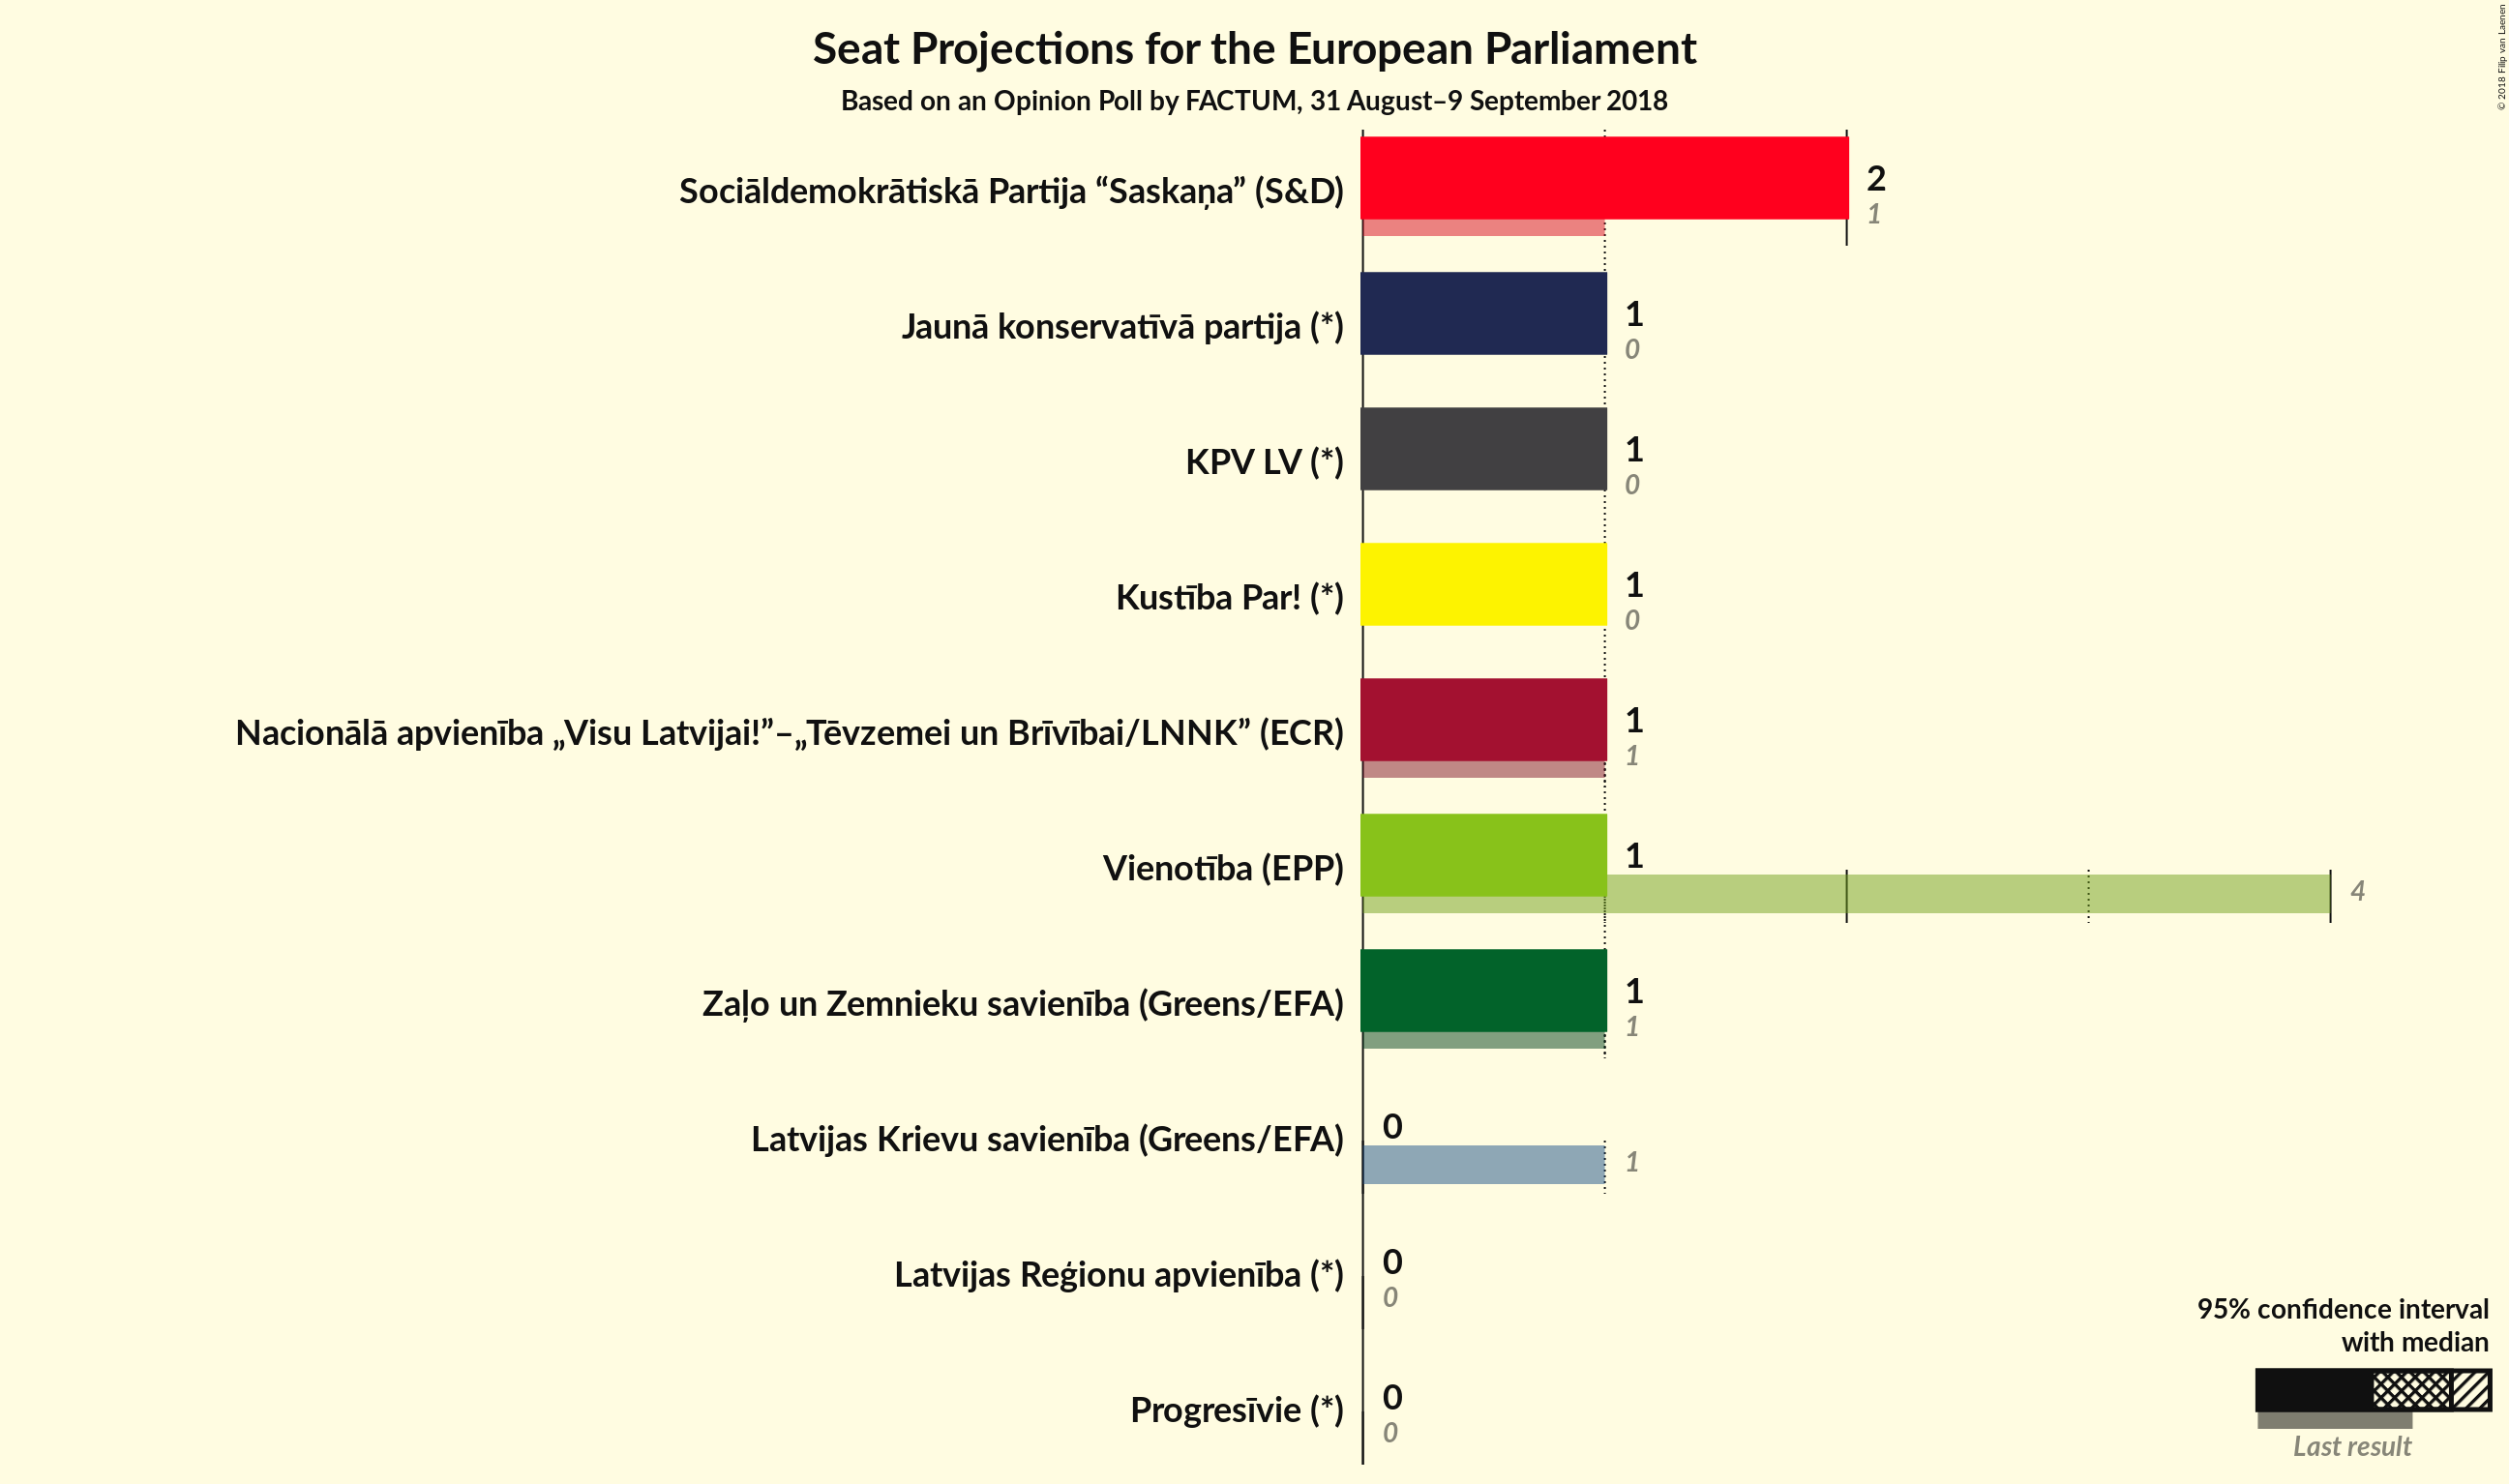 Seat Projections for the European Parliament
Based on an Opinion Poll by FACTUM, 31 August–9 September 2018
© 2018 Filip van Laenen
Sociāldemokrātiskā Partija “Saskaņa” (S&D)
2
1
Jaunā konservatīvā partija (*)
1
0
KPV LV (*)
1
0
Kustība Par! (*)
1
0
Nacionālā apvienība „Visu Latvijai!”–„Tēvzemei un Brīvībai/LNNK” (ECR)
1
1
Vienotība (EPP)
1
4
Zaļo un Zemnieku savienība (Greens/EFA)
1
1
Latvijas Krievu savienība (Greens/EFA)
0
1
Latvijas Reģionu apvienība (*)
0
0
Progresīvie (*)
0
0
95% confidence interval
with median
Last result